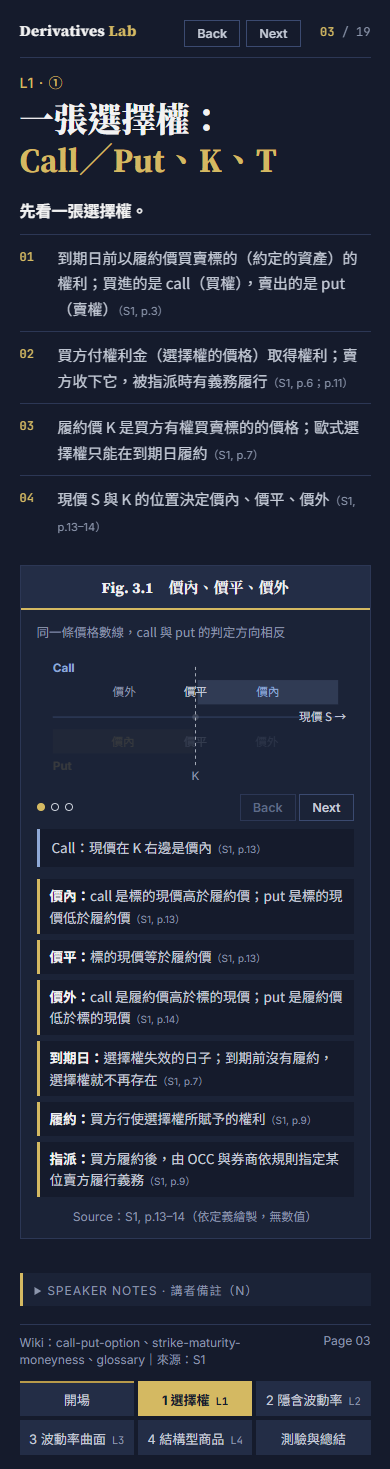 Derivatives Lab
Back
Next
03 / 19
L1 · ①
一張選擇權：
Call／Put、K、T
先看一張選擇權。
01
到期日前以履約價買賣標的（約定的資產）的
權利；買進的是 call（買權），賣出的是 put
（賣權）（S1, p.3）
02
買方付權利金（選擇權的價格）取得權利；賣
方收下它，被指派時有義務履行（S1, p.6；p.11）
03
履約價 K 是買方有權買賣標的的價格；歐式選
擇權只能在到期日履約（S1, p.7）
04
現價 S 與 K 的位置決定價內、價平、價外（S1,
p.13–14）
Fig. 3.1　價內、價平、價外
同一條價格數線，call 與 put 的判定方向相反
Call
價外
價平
價內
現價 S →
價內
價平
價外
Put
K
Back
Next
Call：現價在 K 右邊是價內（S1, p.13）
價內：call 是標的現價高於履約價；put 是標的現
價低於履約價（S1, p.13）
價平：標的現價等於履約價（S1, p.13）
價外：call 是履約價高於標的現價；put 是履約價
低於標的現價（S1, p.14）
到期日：選擇權失效的日子；到期前沒有履約，
選擇權就不再存在（S1, p.7）
履約：買方行使選擇權所賦予的權利（S1, p.9）
指派：買方履約後，由 OCC 與券商依規則指定某
位賣方履行義務（S1, p.9）
Source：S1, p.13–14（依定義繪製，無數值）
▶ SPEAKER NOTES · 講者備註（N）
Wiki：call-put-option、strike-maturity-
moneyness、glossary｜來源：S1
Page 03
開場
1 選擇權 L1
2 隱含波動率 L2
3 波動率曲面 L3
4 結構型商品 L4
測驗與總結